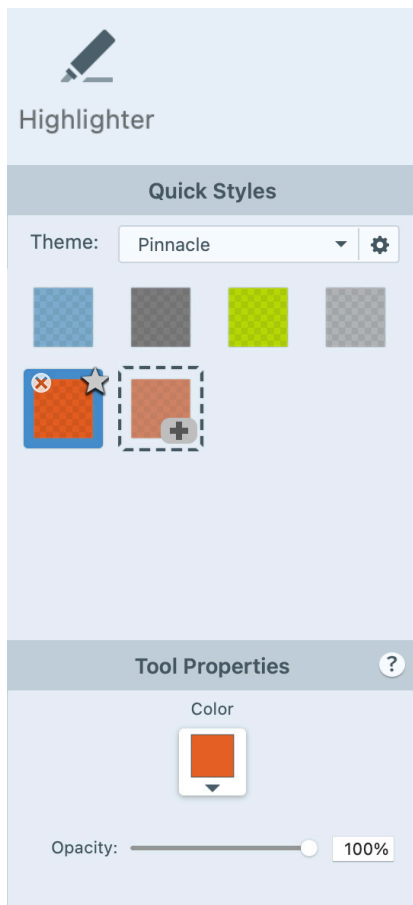 Highlighter
Quick Styles
Theme: Pinnacle
Tool Properties ?
Color
Opacity: 100%